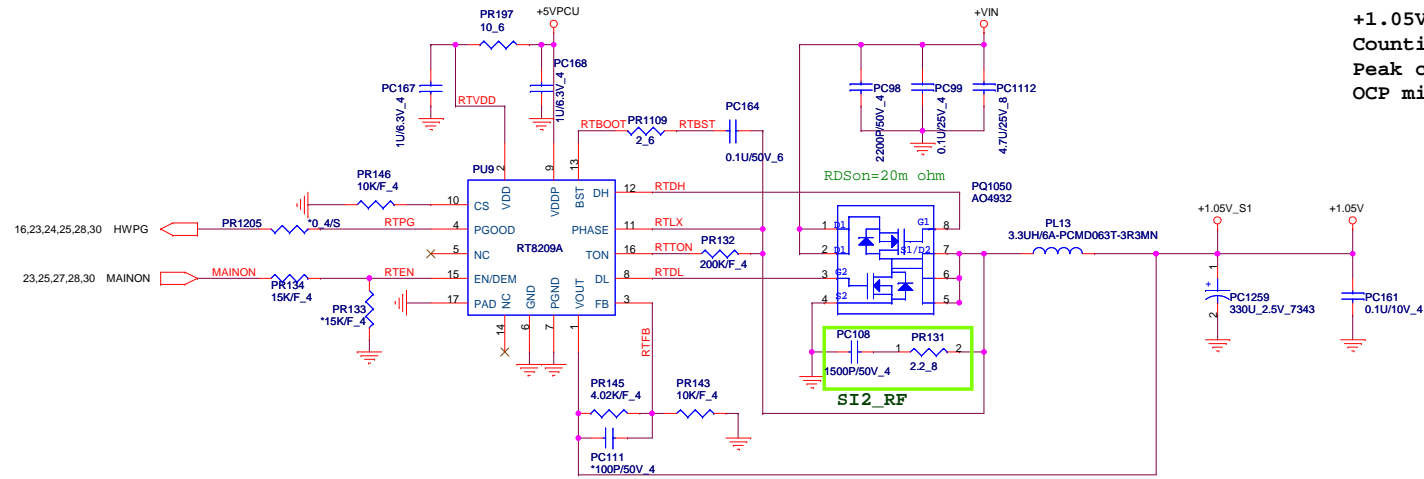 +1.05V
Counti
Peak c
OCP mi
PR197
10_6
+5VPCU
+VIN
PC167
1U/6.3V_4
RTVDD
PC168
1U/6.3V_4
PC98
2200P/50V_4
PC99
0.1U/25V_4
PC1112
4.7U/25V_8
RTBOOT
PR1109
2_6
RTBST
PC164
0.1U/50V_6
RDSon=20m ohm
PR146
10K/F_4
PU9
2
9
13
VDD
VDDP
BST
10
CS
DH
12
RTDH
PQ1050
AO4932
16,23,24,25,28,30
HWPG
PR1205
*0_4/S
RTPG
4
PGOOD
PHASE
11
RTLX
5
NC
RT8209A
TON
16
RTTON
PR132
200K/F_4
23,25,27,28,30
MAINON
MAINON
PR134
15K/F_4
RTEN
15
EN/DEM
DL
8
RTDL
PR133
*15K/F_4
17
PAD
NC
GND
PGND
VOUT
FB
3
14
6
7
1
RTFB
1
D1
G1
8
2
D1
S1/D2
7
3
G2
6
4
S2
5
PL13
3.3UH/6A-PCMD063T-3R3MN
+1.05V_S1
+1.05V
1
+
2
PC1259
330U_2.5V_7343
PC161
0.1U/10V_4
PC108
1500P/50V_4
1
PR131
2
2.2_8
SI2_RF
PR145
4.02K/F_4
PR143
10K/F_4
PC111
*100P/50V_4